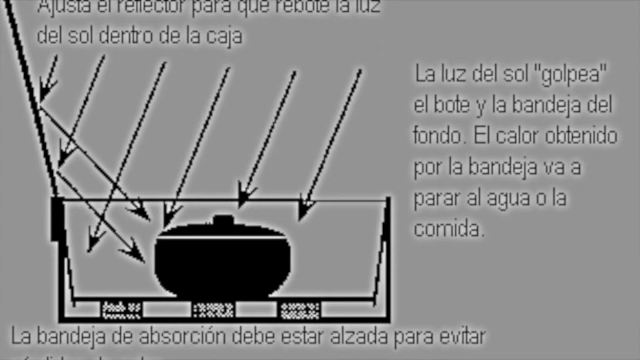 Ajusta el reflector para que rebote la luz
del sol dentro de la caja
La luz del sol "golpea"
el bote y la bandeja del
fondo. El calor obtenido
por la bandeja va a
parar al agua o la
comida.
La bandeja de absorción debe estar alzada para evitar